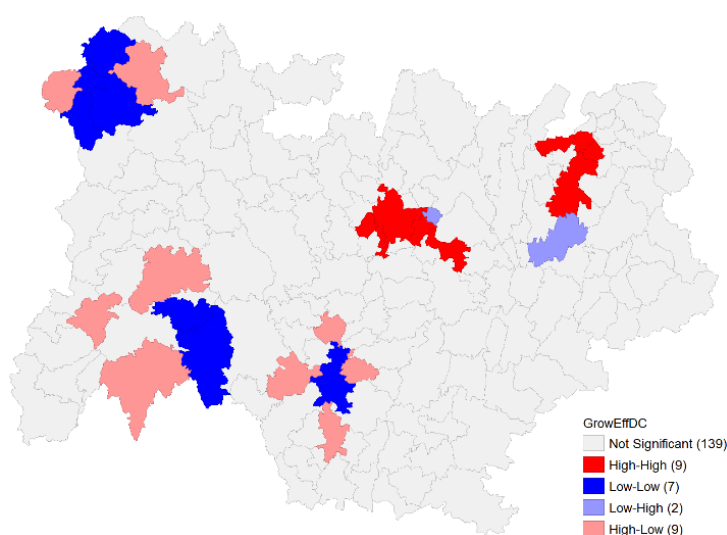 GrowEffDC
Not Significant (139)
High-High (9)
Low-Low (7)
Low-High (2)
High-Low (9)